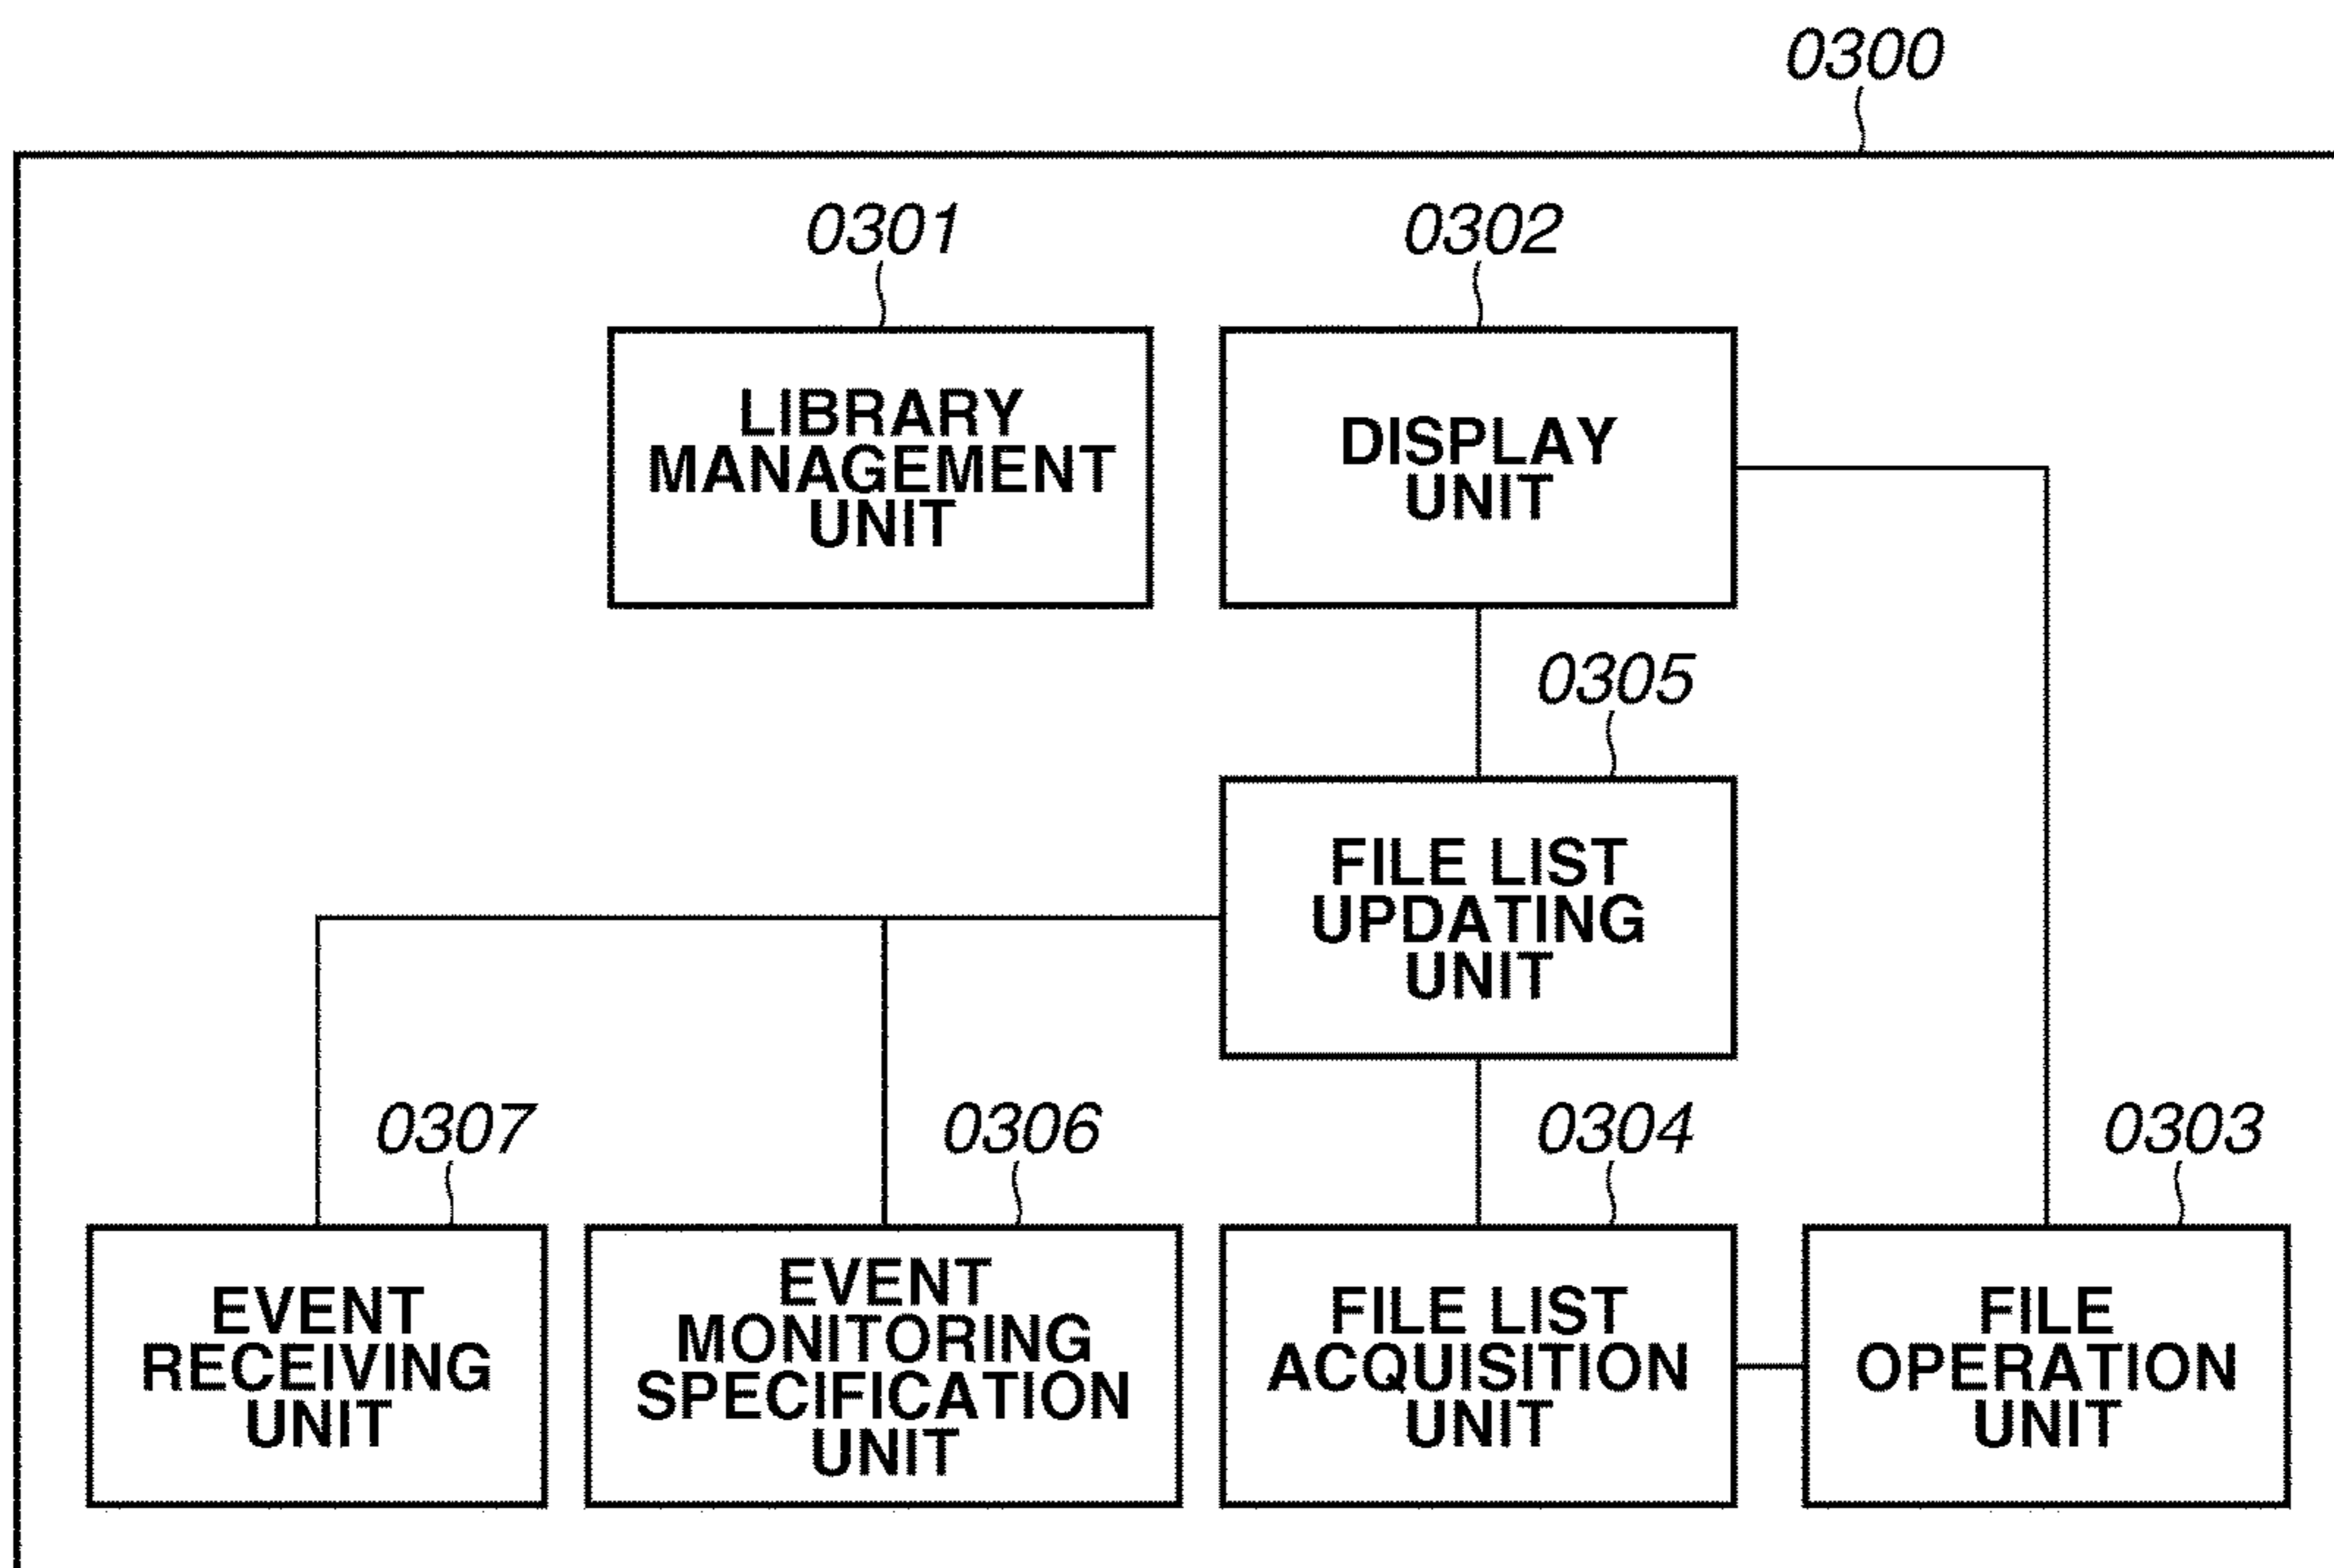 0300
0301
LIBRARY
MANAGEMENT
UNIT
0302
DISPLAY
UNIT
0305
FILE LIST
UPDATING
UNIT
0307
EVENT
RECEIVING
UNIT
0306
EVENT
MONITORING
SPECIFICATION
UNIT
0304
FILE LIST
ACQUISITION
UNIT
0303
FILE
OPERATION
UNIT